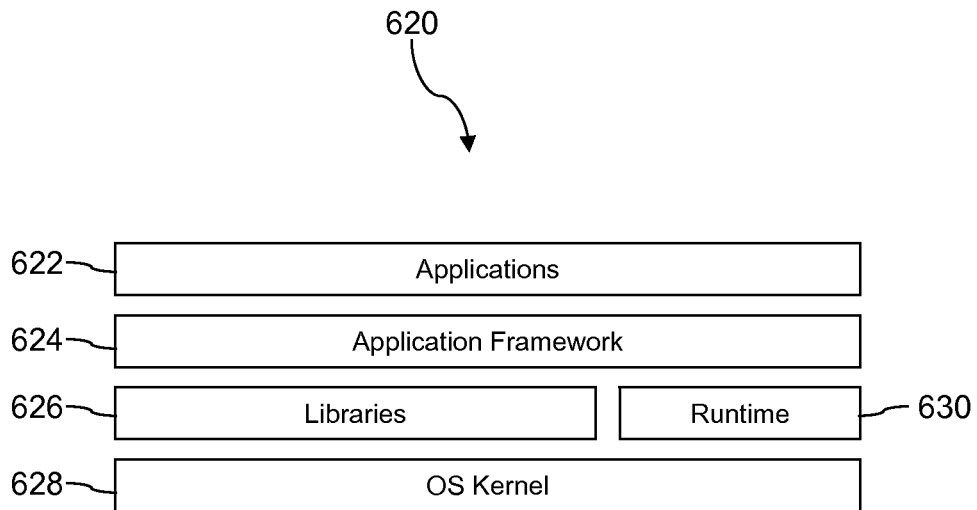 620
622 Applications
624 Application Framework
626 Libraries Runtime 630
628 OS Kernel